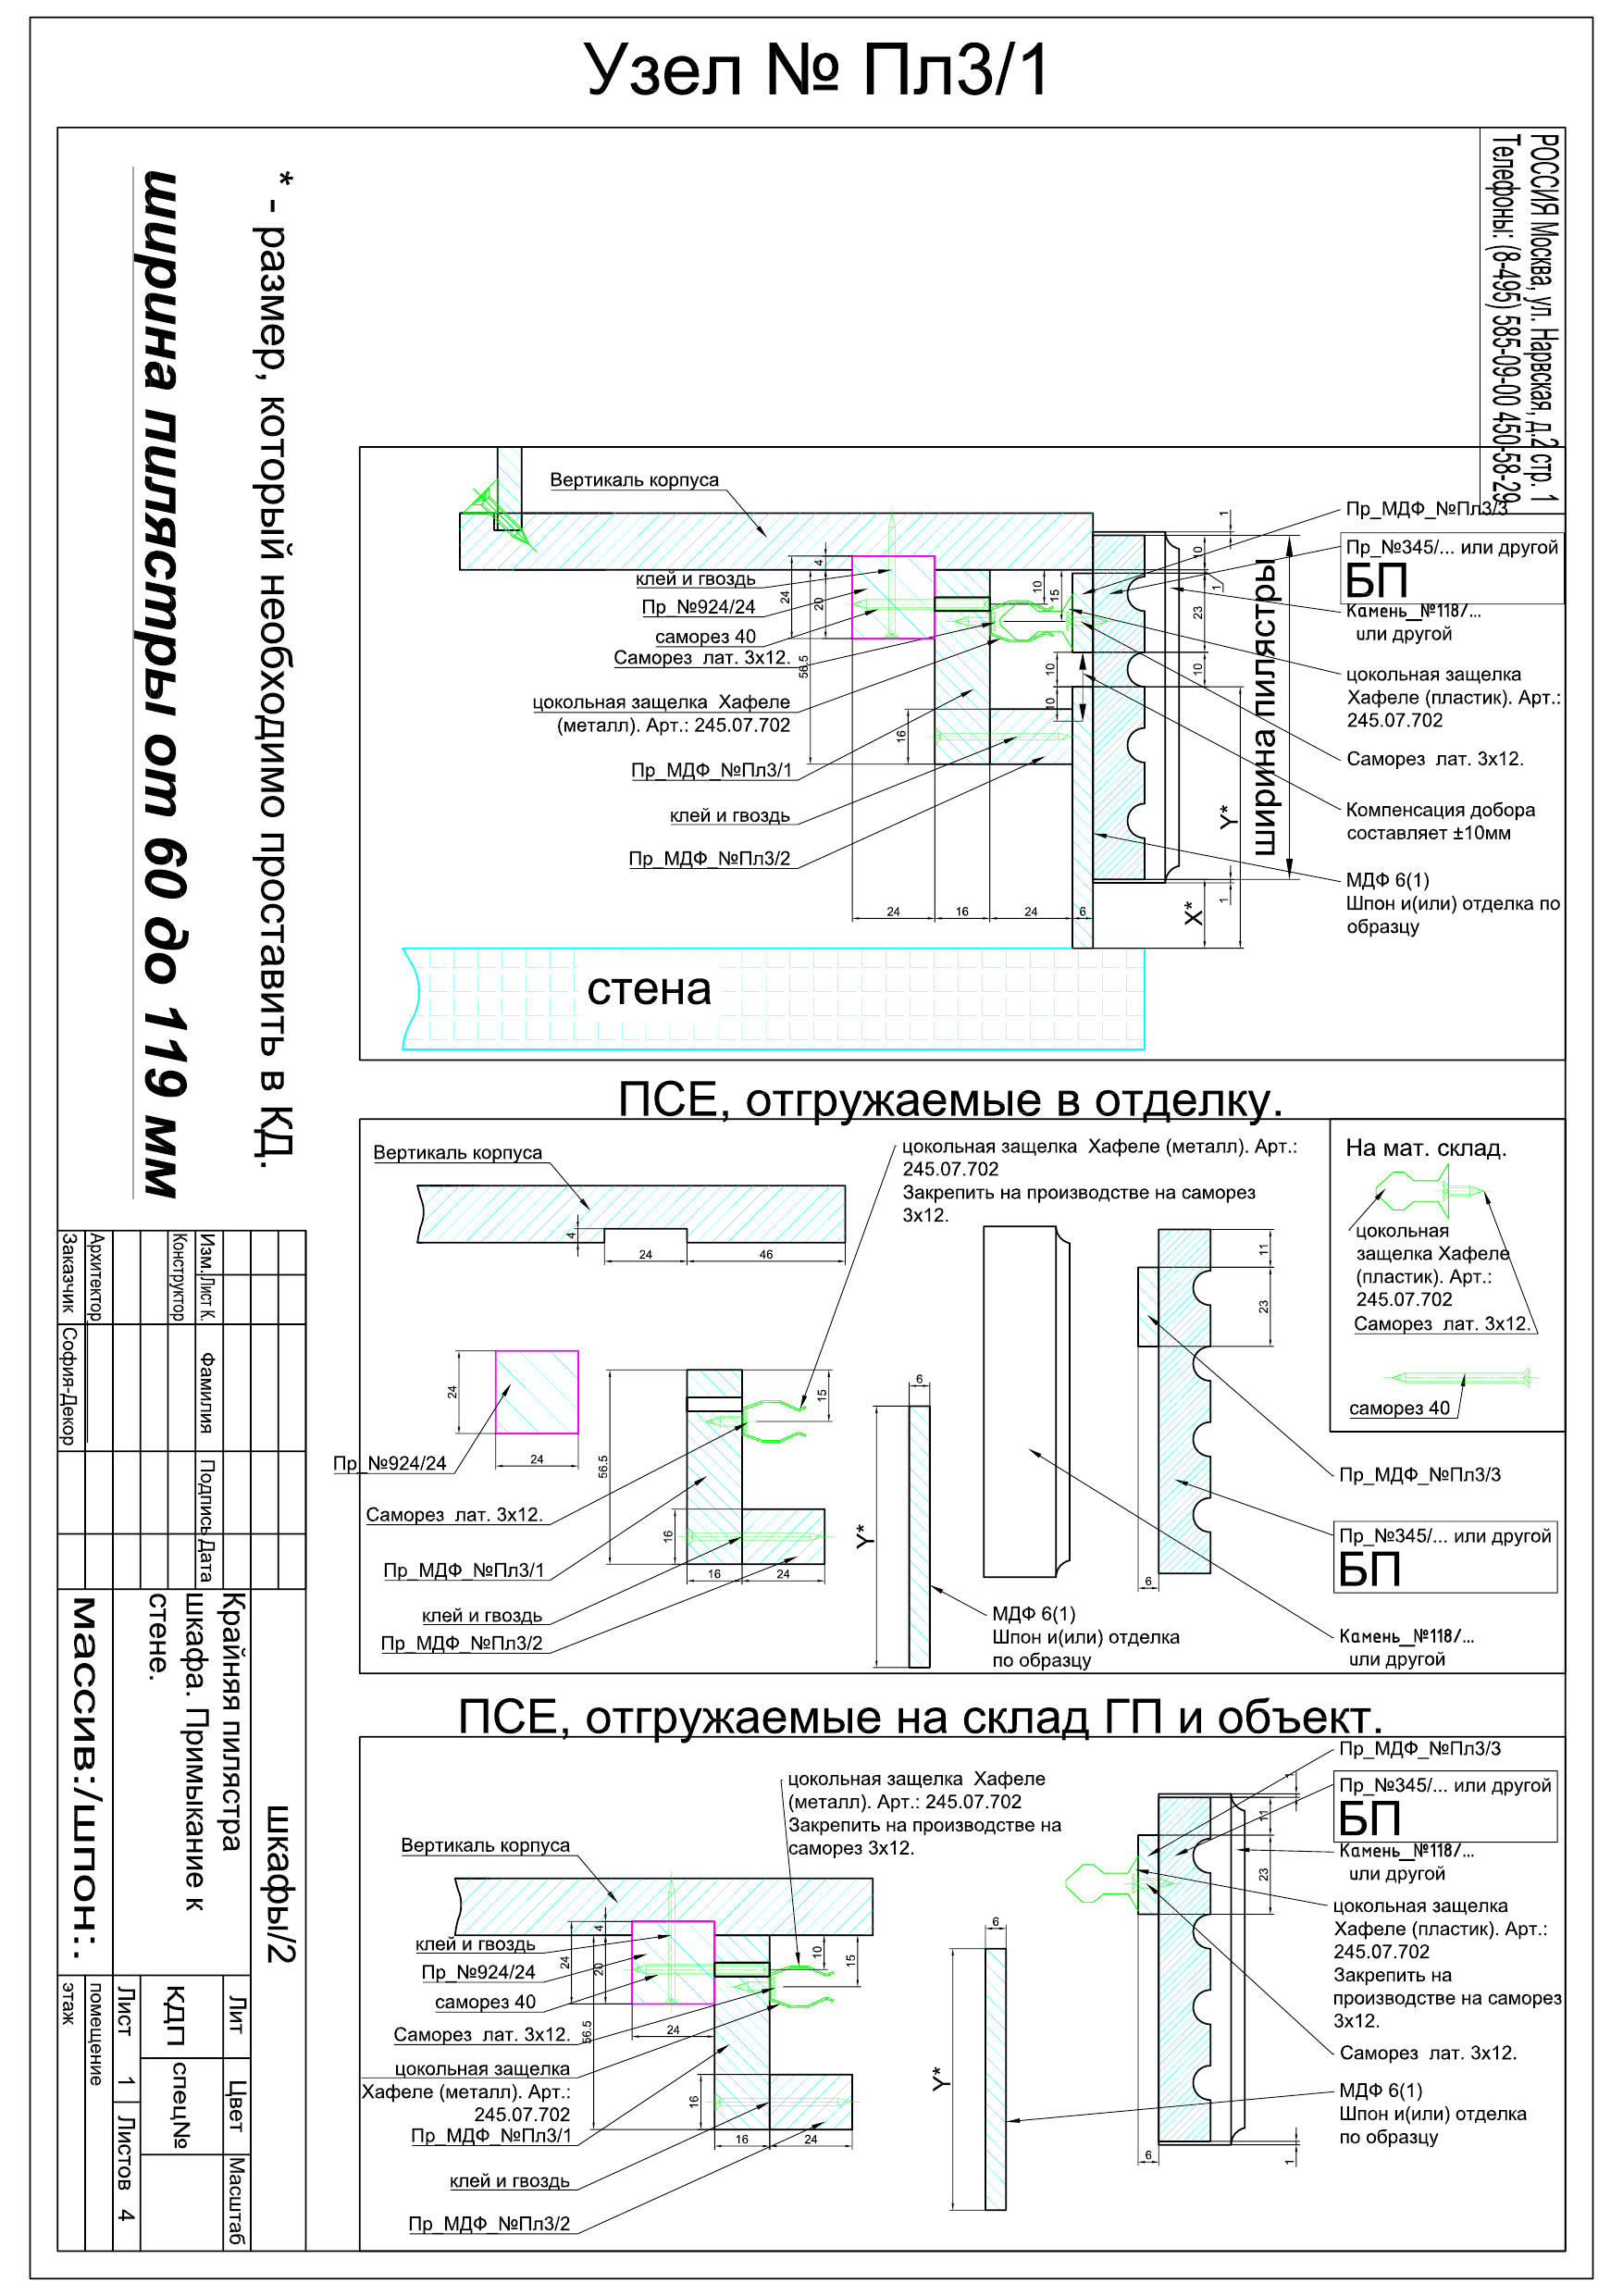 Узел № Пл3/1
РОССИЯ Москва, ул. Нарвская, д.2 стр. 1
Телефоны: (8-495) 585-09-00 450-58-29
* - размер, который необходимо проставить в КД.
ширина пилястры от 60 до 119 мм
Вертикаль корпуса
клей и гвоздь
Пр_№924/24
саморез 40
Саморез лат. 3х12.
цокольная защелка Хафеле
(металл). Арт.: 245.07.702
Пр_МДФ_№Пл3/1
клей и гвоздь
Пр_МДФ_№Пл3/2
24
4
20
56.5
16
10
15
10
10
24
16
24
6
1
10
1
23
10
1
X*
Y*
ширина пилястры
Пр_МДФ_№Пл3/3
Пр_№345/... или другой
БП
Камень_№118/...
или другой
цокольная защелка
Хафеле (пластик). Арт.:
245.07.702
Саморез лат. 3х12.
Компенсация добора
составляет ±10мм
МДФ 6(1)
Шпон и(или) отделка по
образцу
стена
ПСЕ, отгружаемые в отделку.
Вертикаль корпуса
4
24
46
цокольная защелка Хафеле (металл). Арт.:
245.07.702
Закрепить на производстве на саморез
3х12.
На мат. склад.
цокольная
защелка Хафеле
(пластик). Арт.:
245.07.702
Саморез лат. 3х12.
саморез 40
24
24
Пр_№924/24
Саморез лат. 3х12.
Пр_МДФ_№Пл3/1
клей и гвоздь
Пр_МДФ_№Пл3/2
56.5
16
15
16
24
6
Y*
МДФ 6(1)
Шпон и(или) отделка
по образцу
11
23
6
Пр_МДФ_№Пл3/3
Пр_№345/... или другой
БП
Камень_№118/...
или другой
ПСЕ, отгружаемые на склад ГП и объект.
цокольная защелка Хафеле
(металл). Арт.: 245.07.702
Закрепить на производстве на
саморез 3х12.
Вертикаль корпуса
клей и гвоздь
Пр_№924/24
саморез 40
Саморез лат. 3х12.
цокольная защелка
Хафеле (металл). Арт.:
245.07.702
Пр_МДФ_№Пл3/1
клей и гвоздь
Пр_МДФ_№Пл3/2
24
4
20
24
56.5
10
15
16
16
24
6
Y*
1
11
23
6
1
Пр_МДФ_№Пл3/3
Пр_№345/... или другой
БП
Камень_№118/...
или другой
цокольная защелка
Хафеле (пластик). Арт.:
245.07.702
Закрепить на
производстве на саморез
3х12.
Саморез лат. 3х12.
МДФ 6(1)
Шпон и(или) отделка
по образцу
Изм. Лист К. Фамилия Подпись Дата
Конструктор
Архитектор
Заказчик София-Декор
шкафы/2
Крайняя пилястра
шкафа. Примыкание к
стене.
массив:/шпон:.
Лит Цвет Масштаб
КДП спец№
Лист 1 Листов 4
помещение
этаж